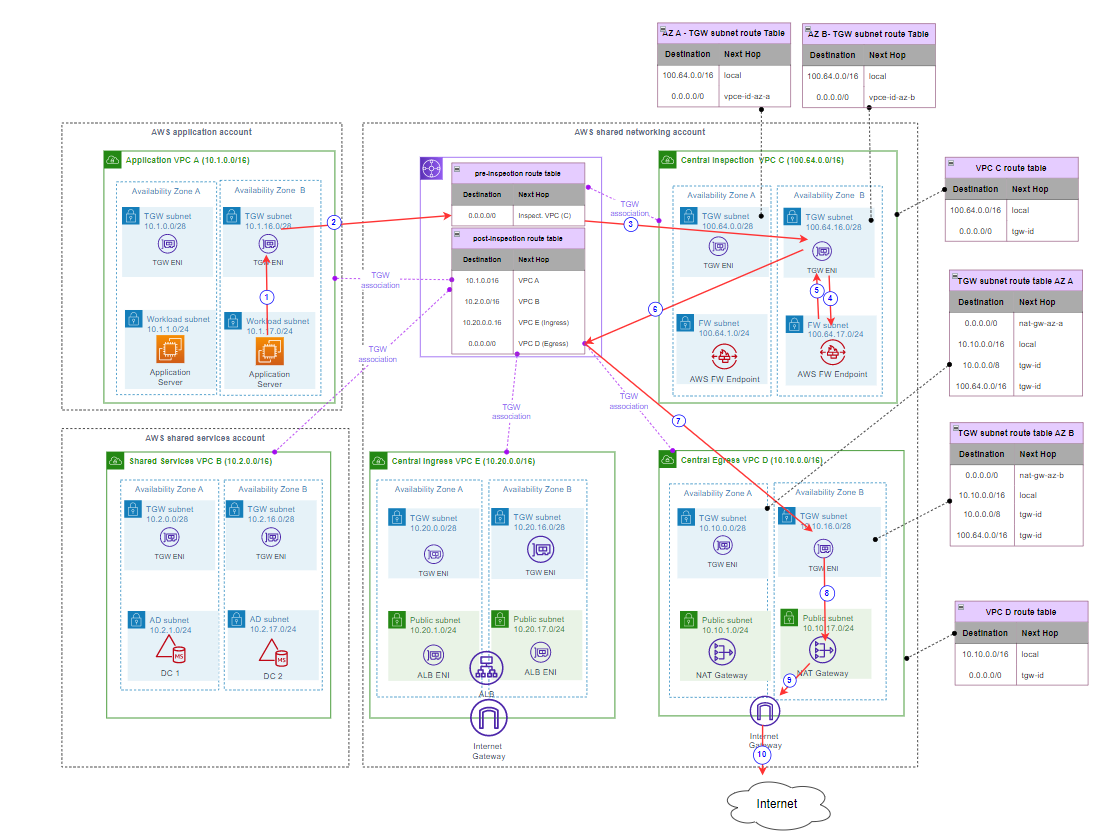 AZ A - TGW subnet route Table
Destination Next Hop
100.64.0.0/16 local
0.0.0.0/0 vpce-id-az-a
AZ B- TGW subnet route Table
Destination Next Hop
100.64.0.0/16 local
0.0.0.0/0 vpce-id-az-b
AWS application account
Application VPC A (10.1.0.0/16)
Availability Zone A
TGW subnet
10.1.0.0/28
TGW ENI
Workload subnet
10.1.1.0/24
Application
Server
Availability Zone B
TGW subnet
10.1.16.0/28
TGW ENI
1
Workload subnet
10.1.17.0/24
Application
Server
2
AWS shared networking account
pre-inspection route table
Destination Next Hop
0.0.0.0/0 Inspect. VPC (C)
post-inspection route table
Destination Next Hop
10.1.0.016 VPC A
10.2.0.0/16 VPC B
10.20.0.0.16 VPC E (Ingress)
0.0.0.0/0 VPC D (Egress)
TGW
association
TGW
association
TGW
association
TGW
association
TGW
association
3
6
7
Central Inspection VPC C (100.64.0.0/16)
Availability Zone A
TGW subnet
100.64.0.0/28
TGW ENI
FW subnet
100.64.1.0/24
AWS FW Endpoint
Availability Zone B
TGW subnet
100.64.16.0/28
TGW ENI
5
4
FW subnet
100.64.17.0/24
AWS FW Endpoint
VPC C route table
Destination Next Hop
100.64.0.0/16 local
0.0.0.0/0 tgw-id
TGW subnet route table AZ A
Destination Next Hop
0.0.0.0/0 nat-gw-az-a
10.10.0.0/16 local
10.0.0.0/8 tgw-id
100.64.0.0/16 tgw-id
TGW subnet route table AZ B
Destination Next Hop
0.0.0.0/0 nat-gw-az-b
10.10.0.0/16 local
10.0.0.0/8 tgw-id
100.64.0.0/16 tgw-id
VPC D route table
Destination Next Hop
10.10.0.0/16 local
0.0.0.0/0 tgw-id
AWS shared services account
Shared Services VPC B (10.2.0.0/16)
Availability Zone A
TGW subnet
10.2.0.0/28
TGW ENI
AD subnet
10.2.1.0/24
MS
DC 1
Availability Zone B
TGW subnet
10.2.16.0/28
TGW ENI
AD subnet
10.2.17.0/24
MS
DC 2
Central Ingress VPC E (10.20.0.0/16)
Availability Zone A
TGW subnet
10.20.0.0/28
TGW ENI
Public subnet
10.20.1.0/24
ALB ENI
Availability Zone B
TGW subnet
10.20.16.0/28
TGW ENI
Public subnet
10.20.17.0/24
ALB ENI
ALB
Internet
Gateway
Central Egress VPC D (10.10.0.0/16)
Availability Zone A
TGW subnet
10.10.0.0/28
TGW ENI
Public subnet
10.10.1.0/24
NAT Gateway
Availability Zone B
TGW subnet
10.10.16.0/28
TGW ENI
8
Public subnet
10.10.17.0/24
NAT Gateway
9
Internet
Gateway
10
Internet